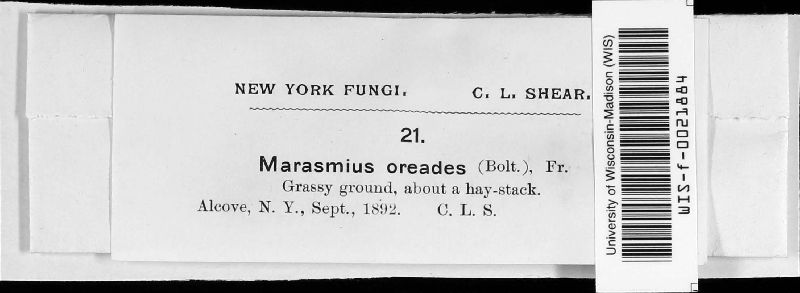 NEW YORK FUNGI. C. L. SHEAR.
21.
Marasmius oreades (Bolt.), Fr.
Grassy ground, about a hay-stack.
Alcove, N. Y., Sept., 1892. C. L. S.
University of Wisconsin-Madison (WIS)
WIS-f-0021884